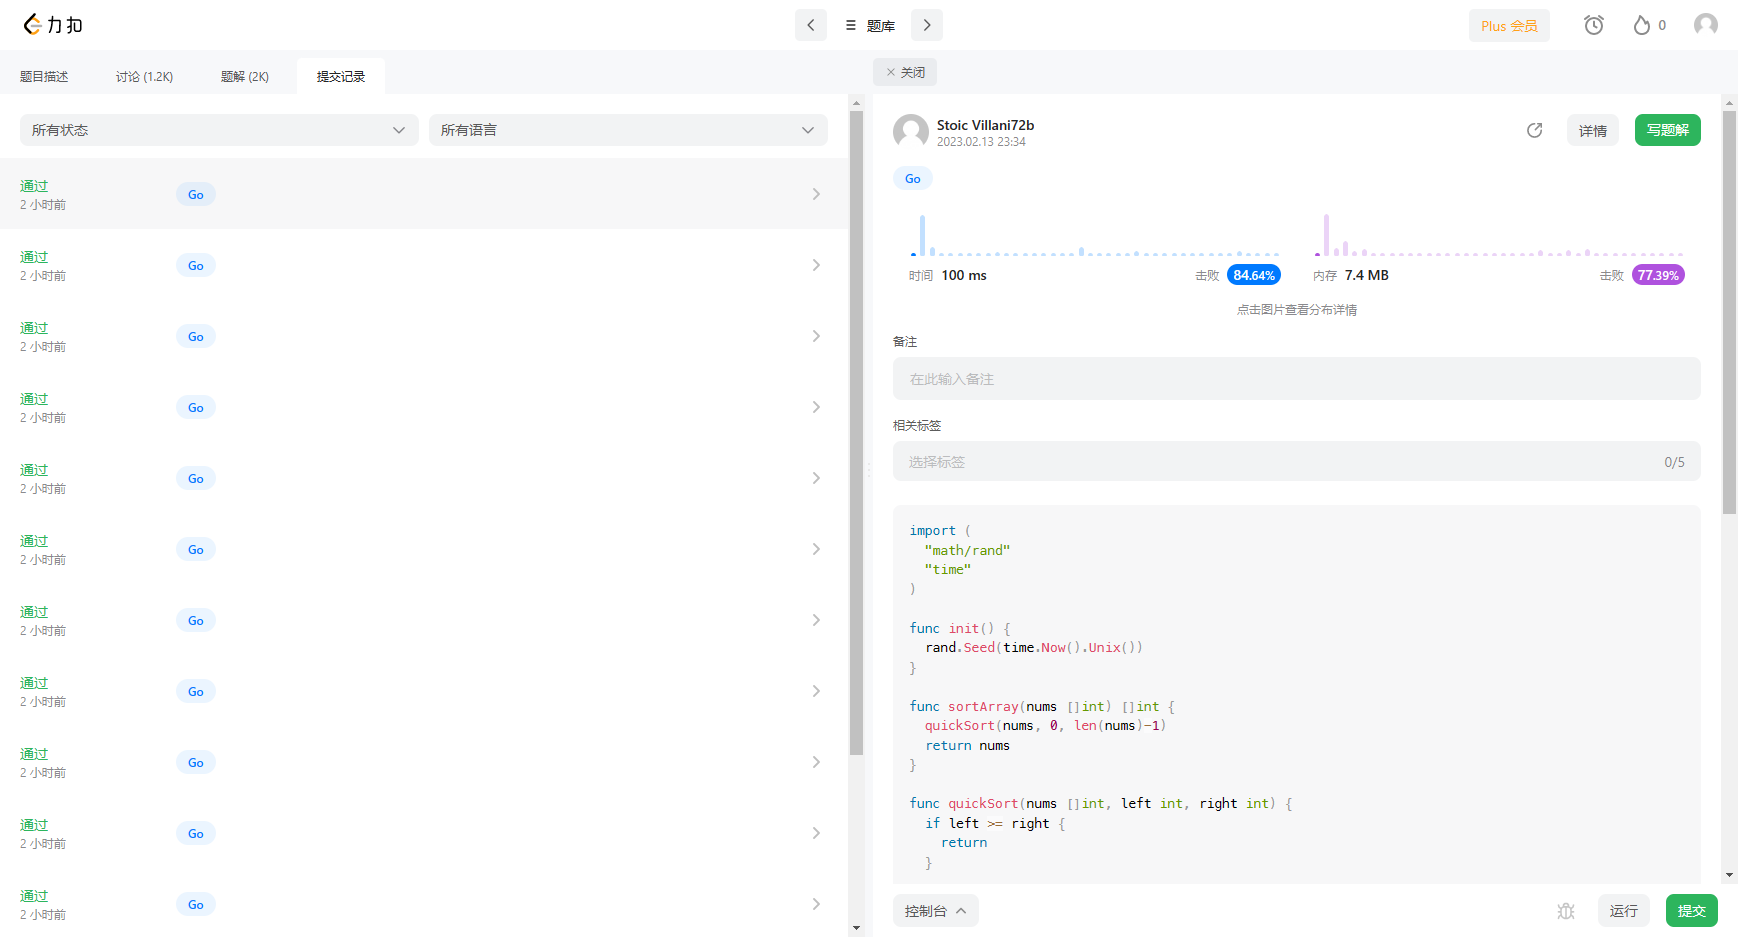 力扣
题库
Plus 会员
0
题目描述
讨论 (1.2K)
题解 (2K)
提交记录
关闭
所有状态
所有语言
通过
2 小时前
Go
通过
2 小时前
Go
通过
2 小时前
Go
通过
2 小时前
Go
通过
2 小时前
Go
通过
2 小时前
Go
通过
2 小时前
Go
通过
2 小时前
Go
通过
2 小时前
Go
通过
2 小时前
Go
通过
2 小时前
Go
Stoic Villani72b
2023.02.13 23:34
详情
写题解
Go
时间 100 ms
击败 84.64%
内存 7.4 MB
击败 77.39%
点击图片查看分布详情
备注
在此输入备注
相关标签
选择标签
0/5
import (
"math/rand"
"time"
)
func init() {
rand.Seed(time.Now().Unix())
}
func sortArray(nums []int) []int {
quickSort(nums, 0, len(nums)-1)
return nums
}
func quickSort(nums []int, left int, right int) {
if left >= right {
return
}
控制台
运行
提交